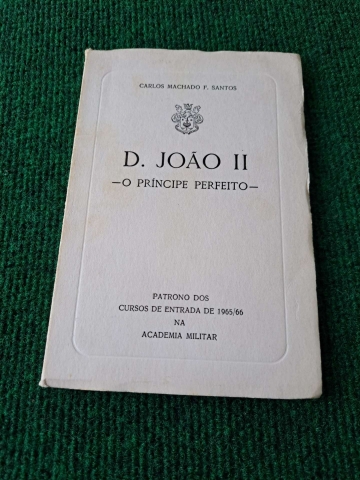 CARLOS MACHADO F. SANTOS
D. JOÃO II
—O PRÍNCIPE PERFEITO—
PATRONO DOS
CURSOS DE ENTRADA DE 1965/66
NA
ACADEMIA MILITAR